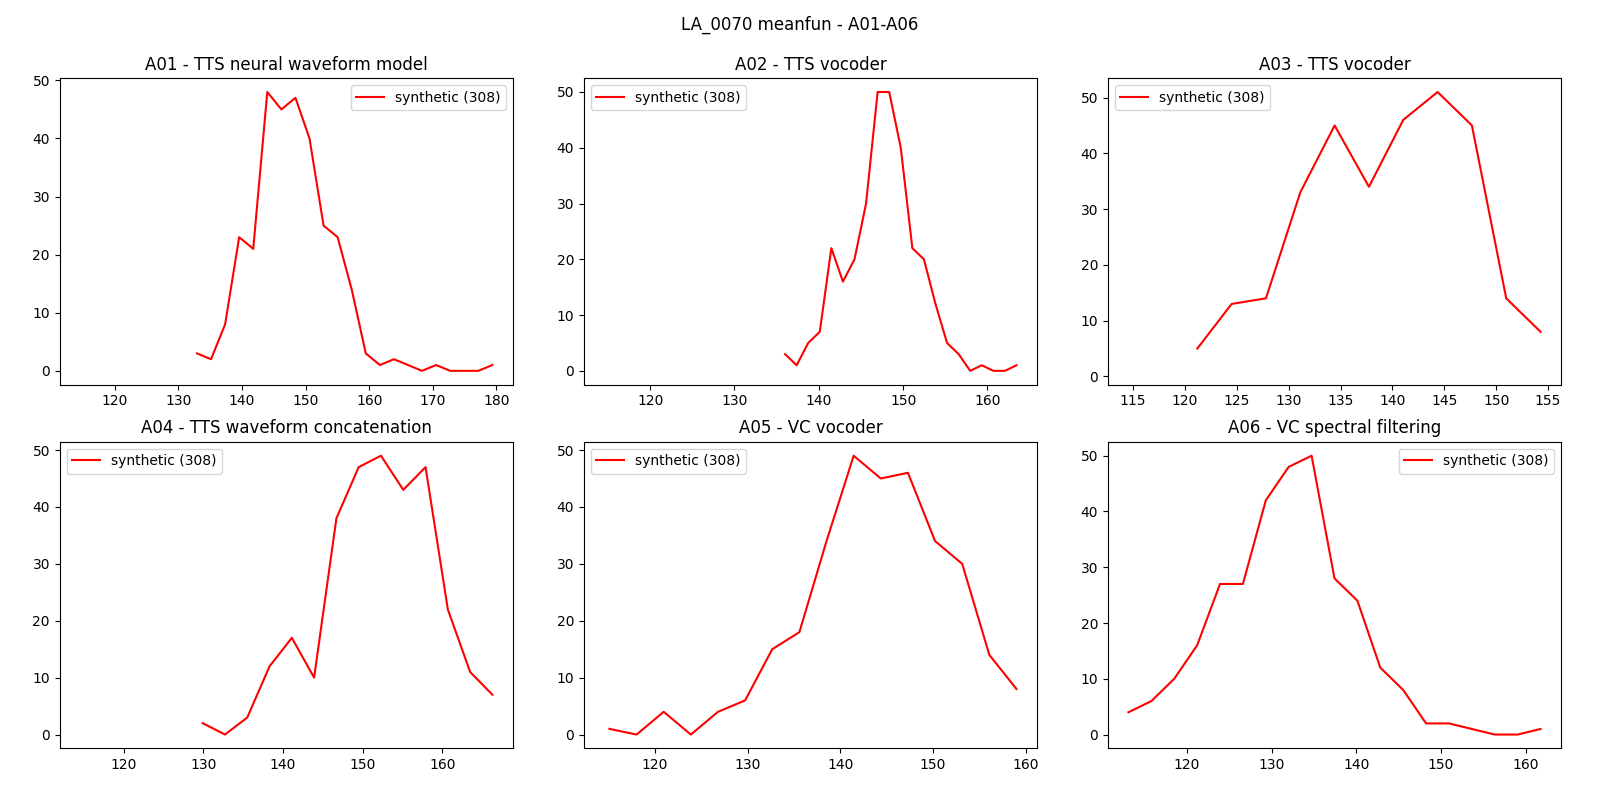 LA_0070 meanfun - A01-A06
A01 - TTS neural waveform model
synthetic (308)
50
40
30
20
10
0
120 130 140 150 160 170 180
A02 - TTS vocoder
synthetic (308)
50
40
30
20
10
0
120 130 140 150 160
A03 - TTS vocoder
synthetic (308)
50
40
30
20
10
0
115 120 125 130 135 140 145 150 155
A04 - TTS waveform concatenation
synthetic (308)
50
40
30
20
10
0
120 130 140 150 160
A05 - VC vocoder
synthetic (308)
50
40
30
20
10
0
120 130 140 150 160
A06 - VC spectral filtering
synthetic (308)
50
40
30
20
10
0
120 130 140 150 160